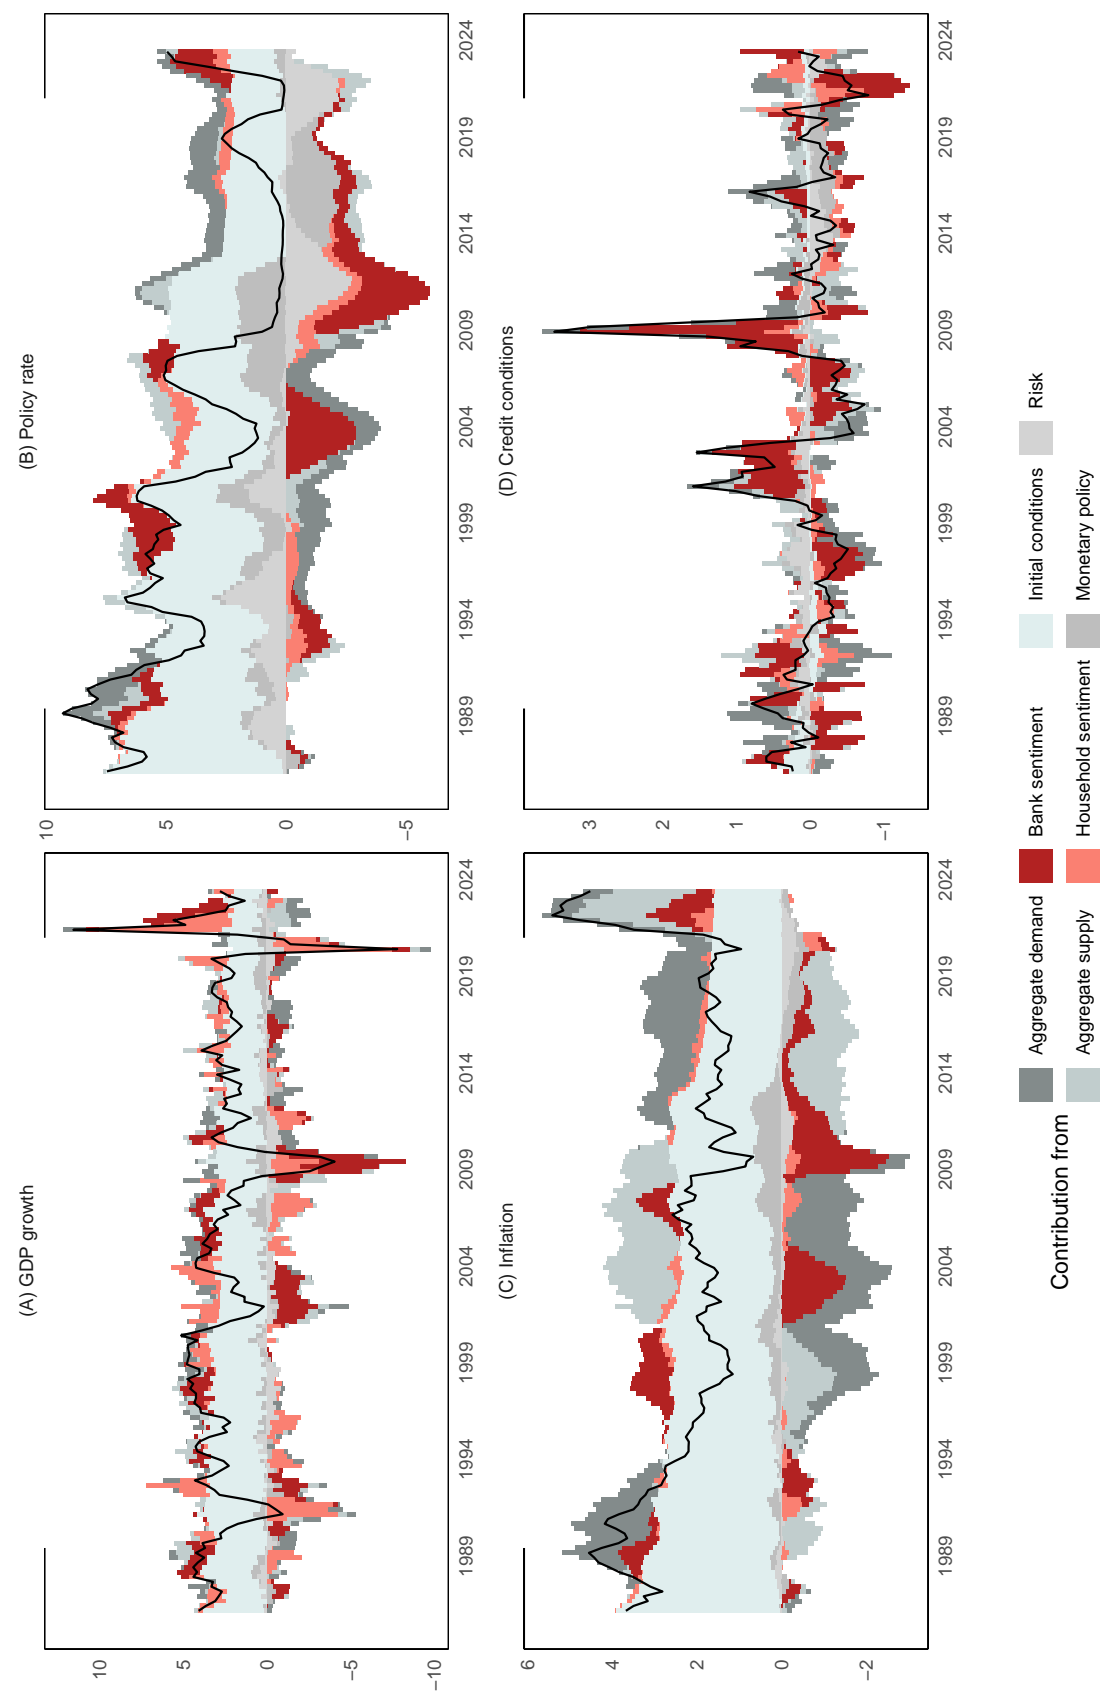 (A) GDP growth
10
5
0
−5
−10
1989 1994 1999 2004 2009 2014 2019 2024
(B) Policy rate
10
5
0
−5
1989 1994 1999 2004 2009 2014 2019 2024
(C) Inflation
6
4
2
0
−2
1989 1994 1999 2004 2009 2014 2019 2024
(D) Credit conditions
3
2
1
0
−1
1989 1994 1999 2004 2009 2014 2019 2024
Contribution from
Aggregate demand Bank sentiment Initial conditions Risk
Aggregate supply Household sentiment Monetary policy